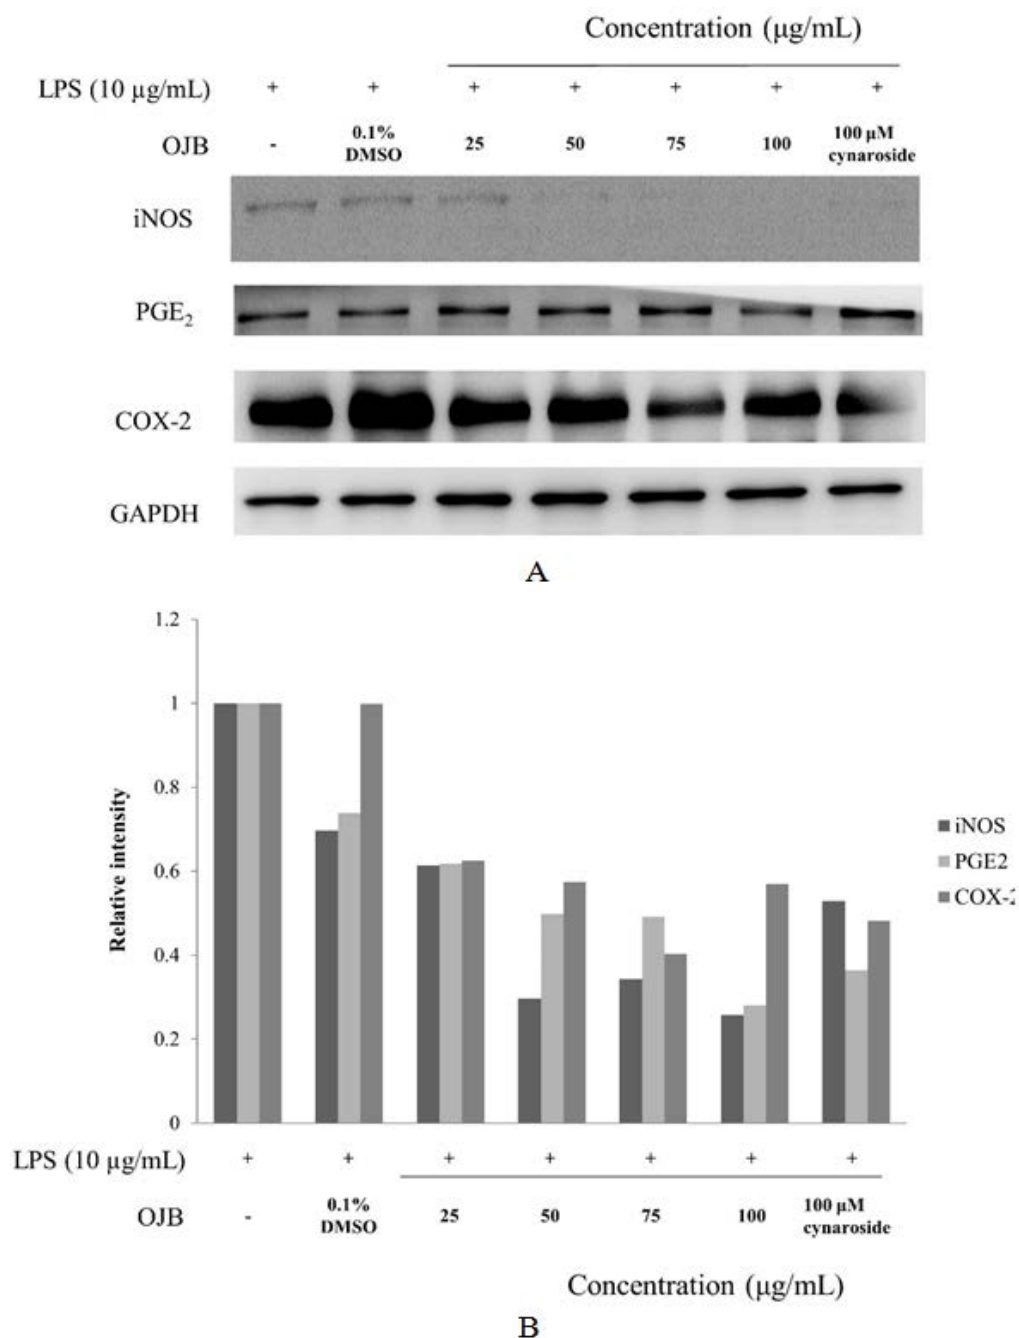 Concentration (μg/mL)
LPS (10 μg/mL) + + + + + + +
OJB - 0.1% DMSO 25 50 75 100 100 μM cynaroside
iNOS
PGE₂
COX-2
GAPDH
A
1.2
1
0.8
0.6
0.4
0.2
0
Relative intensity
iNOS
PGE2
COX-
LPS (10 μg/mL) + + + + + + +
OJB - 0.1% DMSO 25 50 75 100 100 μM cynaroside
Concentration (μg/mL)
B